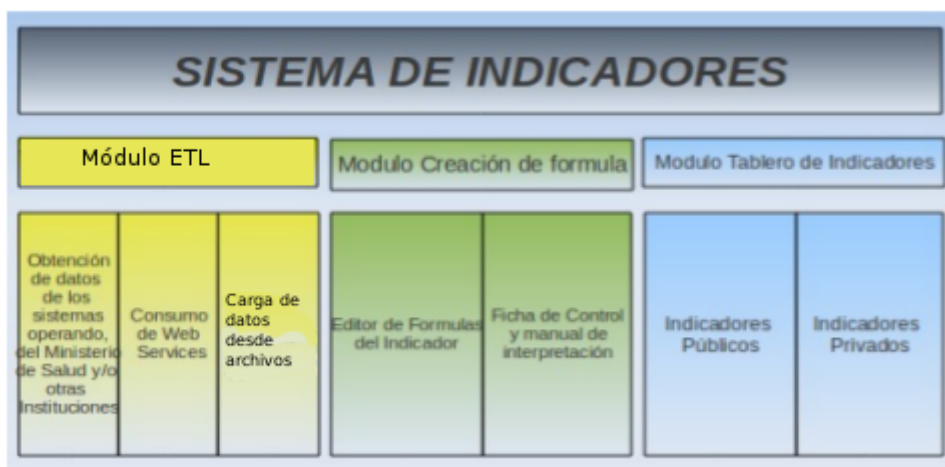 SISTEMA DE INDICADORES
Módulo ETL
Modulo Creación de formula
Modulo Tablero de Indicadores
Obtención
de datos
de los
sistemas
operando,
del Ministerio
de Salud y/o
otras
Instituciones
Consumo
de Web
Services
Carga de
datos
desde
archivos
Editor de Formulas
del Indicador
Ficha de Control
y manual de
interpretación
Indicadores
Públicos
Indicadores
Privados